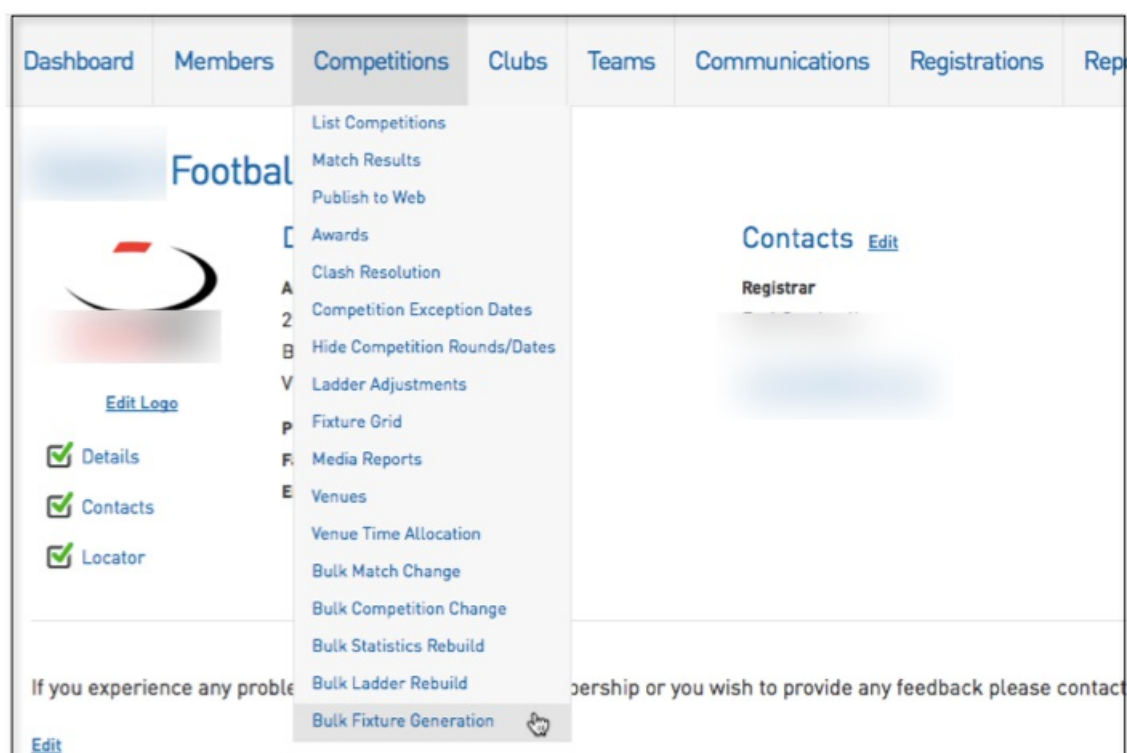 Dashboard Members Competitions Clubs Teams Communications Registrations Rep
List Competitions
Match Results
Publish to Web
Awards
Clash Resolution
Competition Exception Dates
Hide Competition Rounds/Dates
Ladder Adjustments
Fixture Grid
Media Reports
Venues
Venue Time Allocation
Bulk Match Change
Bulk Competition Change
Bulk Statistics Rebuild
Bulk Ladder Rebuild
Bulk Fixture Generation
Footbal
Edit Logo
Details
Contacts
Locator
A
2
B
V
P
F
E
Contacts Edit
Registrar
If you experience any proble bership or you wish to provide any feedback please contact
Edit